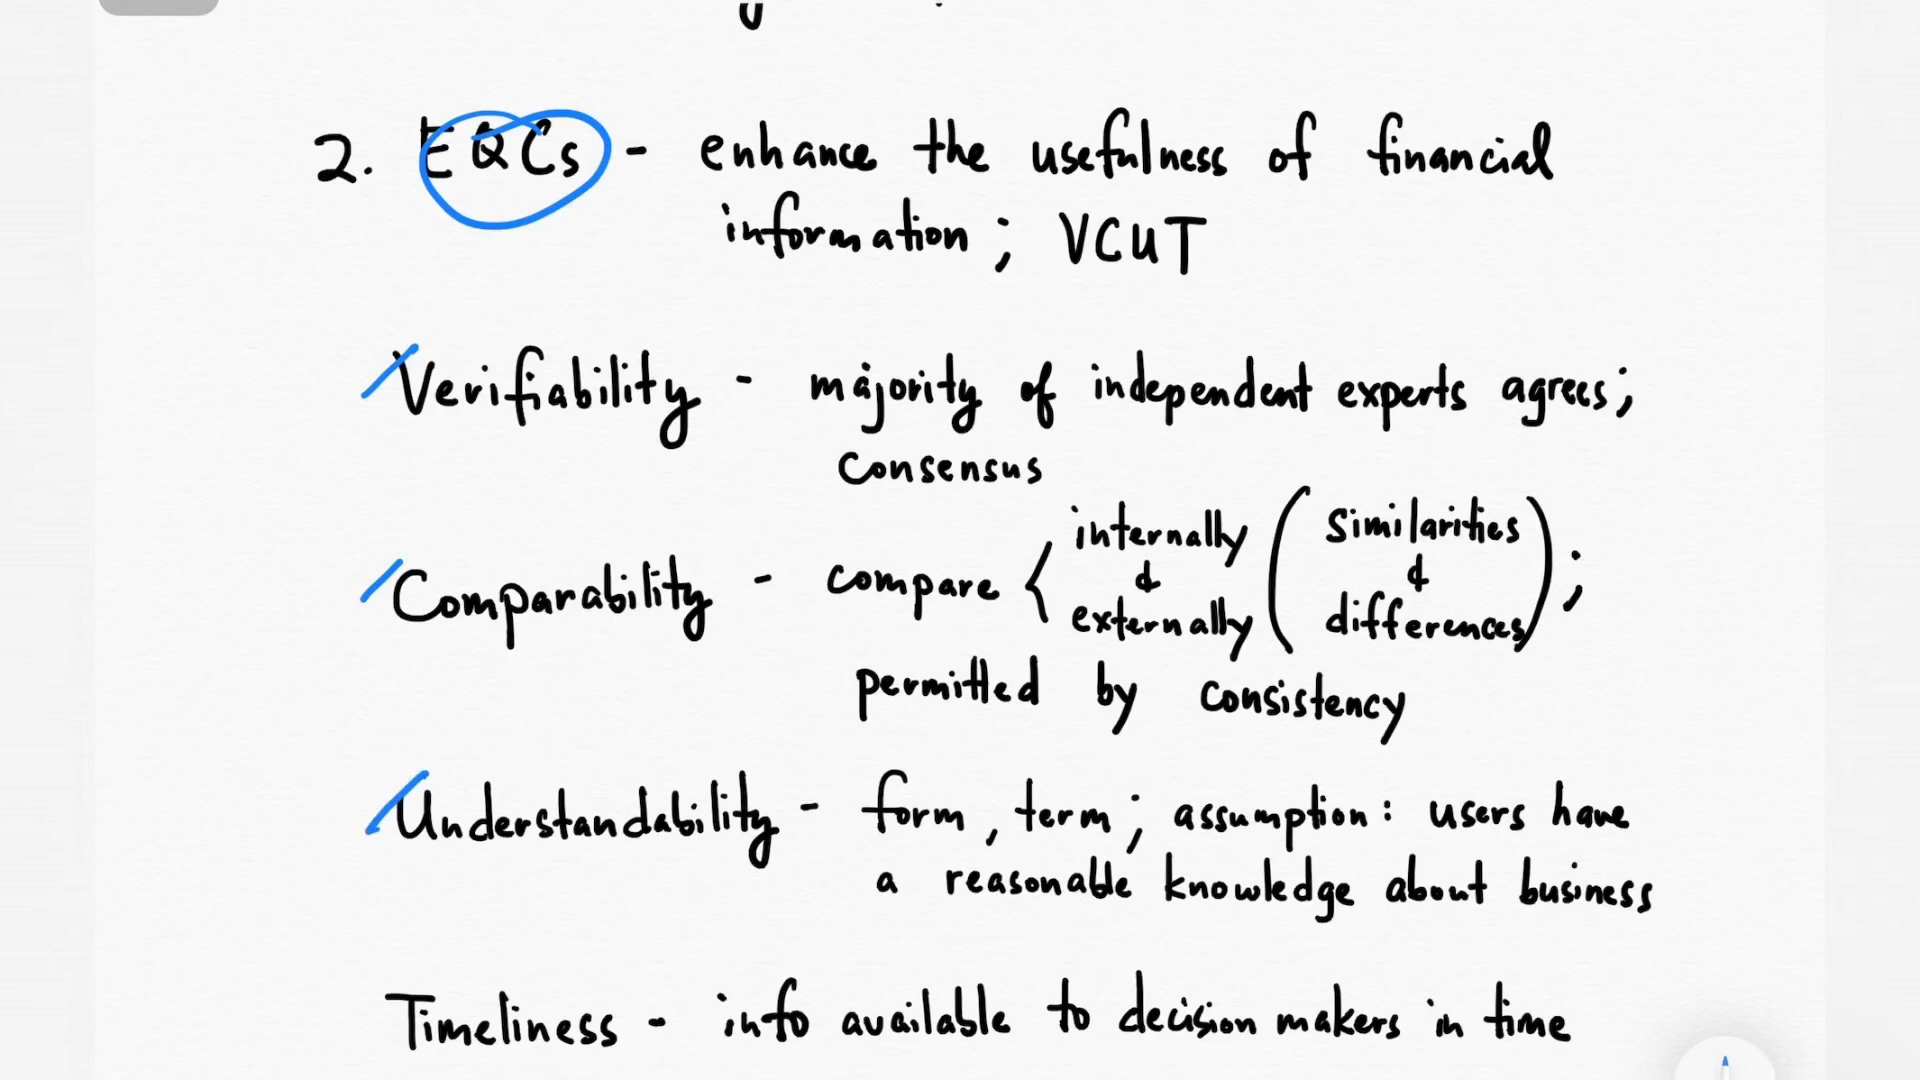 2. EQCs - enhance the usefulness of financial
information ; VCUT
Verifiability - majority of independent experts agrees;
consensus
Comparability - compare { internally & externally ( similarities & differences ) ;
permitted by consistency
Understandability - form, term; assumption: users have
a reasonable knowledge about business
Timeliness - info available to decision makers in time